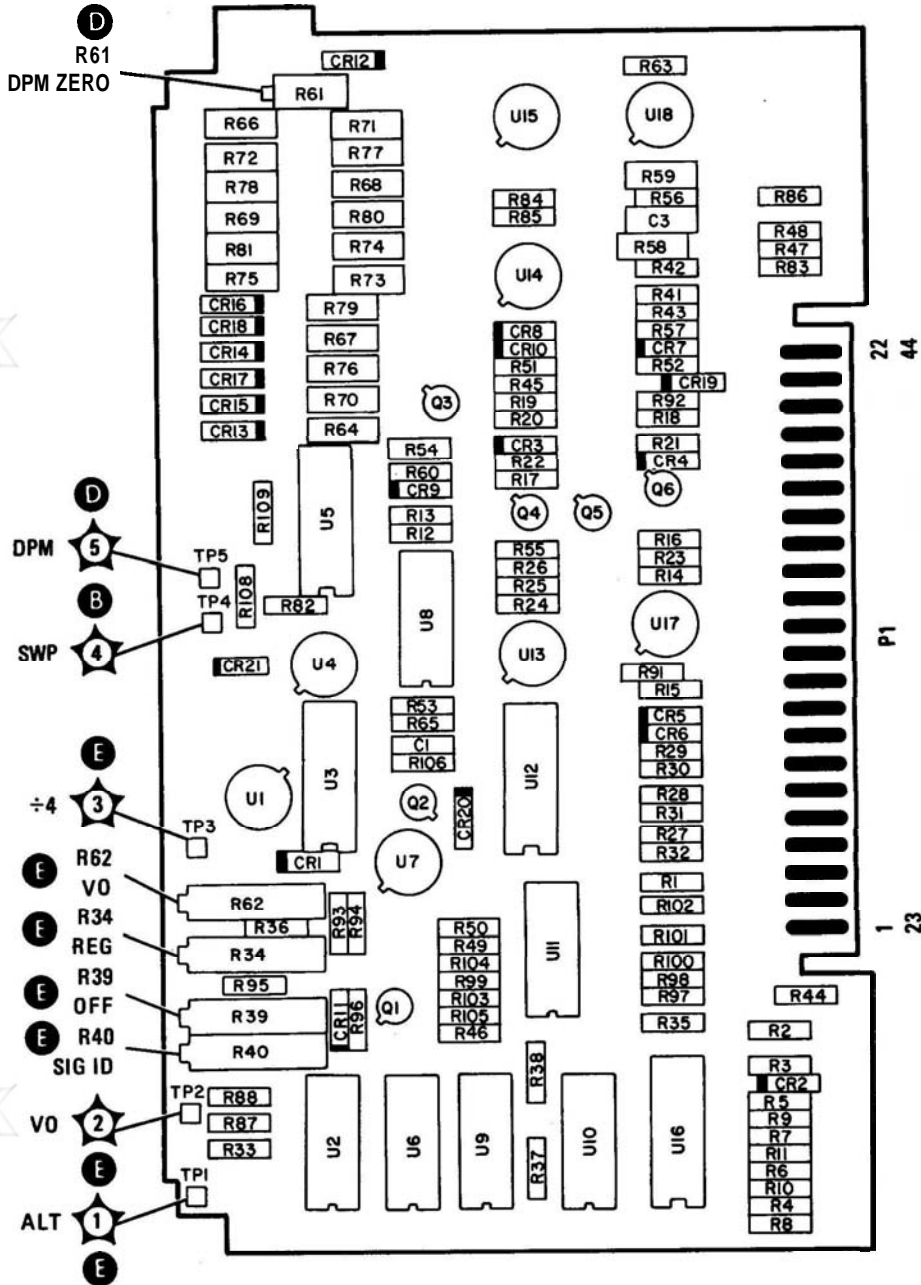 D
R61
DPM ZERO
CR12
R61
R66
R71
R72
R77
R78
R68
R69
R80
R81
R74
R75
R73
CR16
R79
CR18
R67
CR14
R76
CR17
R70
CR15
R64
CR13
U15
R63
U18
R84
R85
R59
R56
C3
R58
R42
R86
R48
R47
R83
U14
R41
R43
R57
CR7
R52
CR19
R92
R18
CR8
CR10
R51
R45
R19
R20
Q3
R54
R60
CR9
R13
R12
CR3
R22
R17
R21
CR4
Q6
Q4
Q5
22
44
D
DPM
5
TP5
R109
U5
B
SWP
4
TP4
R108
R82
U8
R55
R26
R25
R24
R16
R23
R14
U17
U13
CR21
U4
R91
R15
P1
R53
R65
C1
R106
CR5
CR6
R29
R30
U3
U12
E
÷4
3
TP3
U1
Q2
CR20
R28
R31
R27
R32
CR1
U7
R1
R102
E
R62
VO
R62
R36
R93
R94
U11
E
R34
REG
R34
R95
R50
R49
R104
R99
R103
R105
R46
R101
R100
R98
R97
R35
1
23
E
R39
OFF
R39
CR11
R96
Q1
R44
E
R40
SIG ID
R40
R38
R2
R3
CR2
R5
R9
R7
R11
R6
R10
R4
R8
VO
2
TP2
R88
R87
R33
U2
U6
U9
U10
U16
R37
E
ALT
1
TP1
E